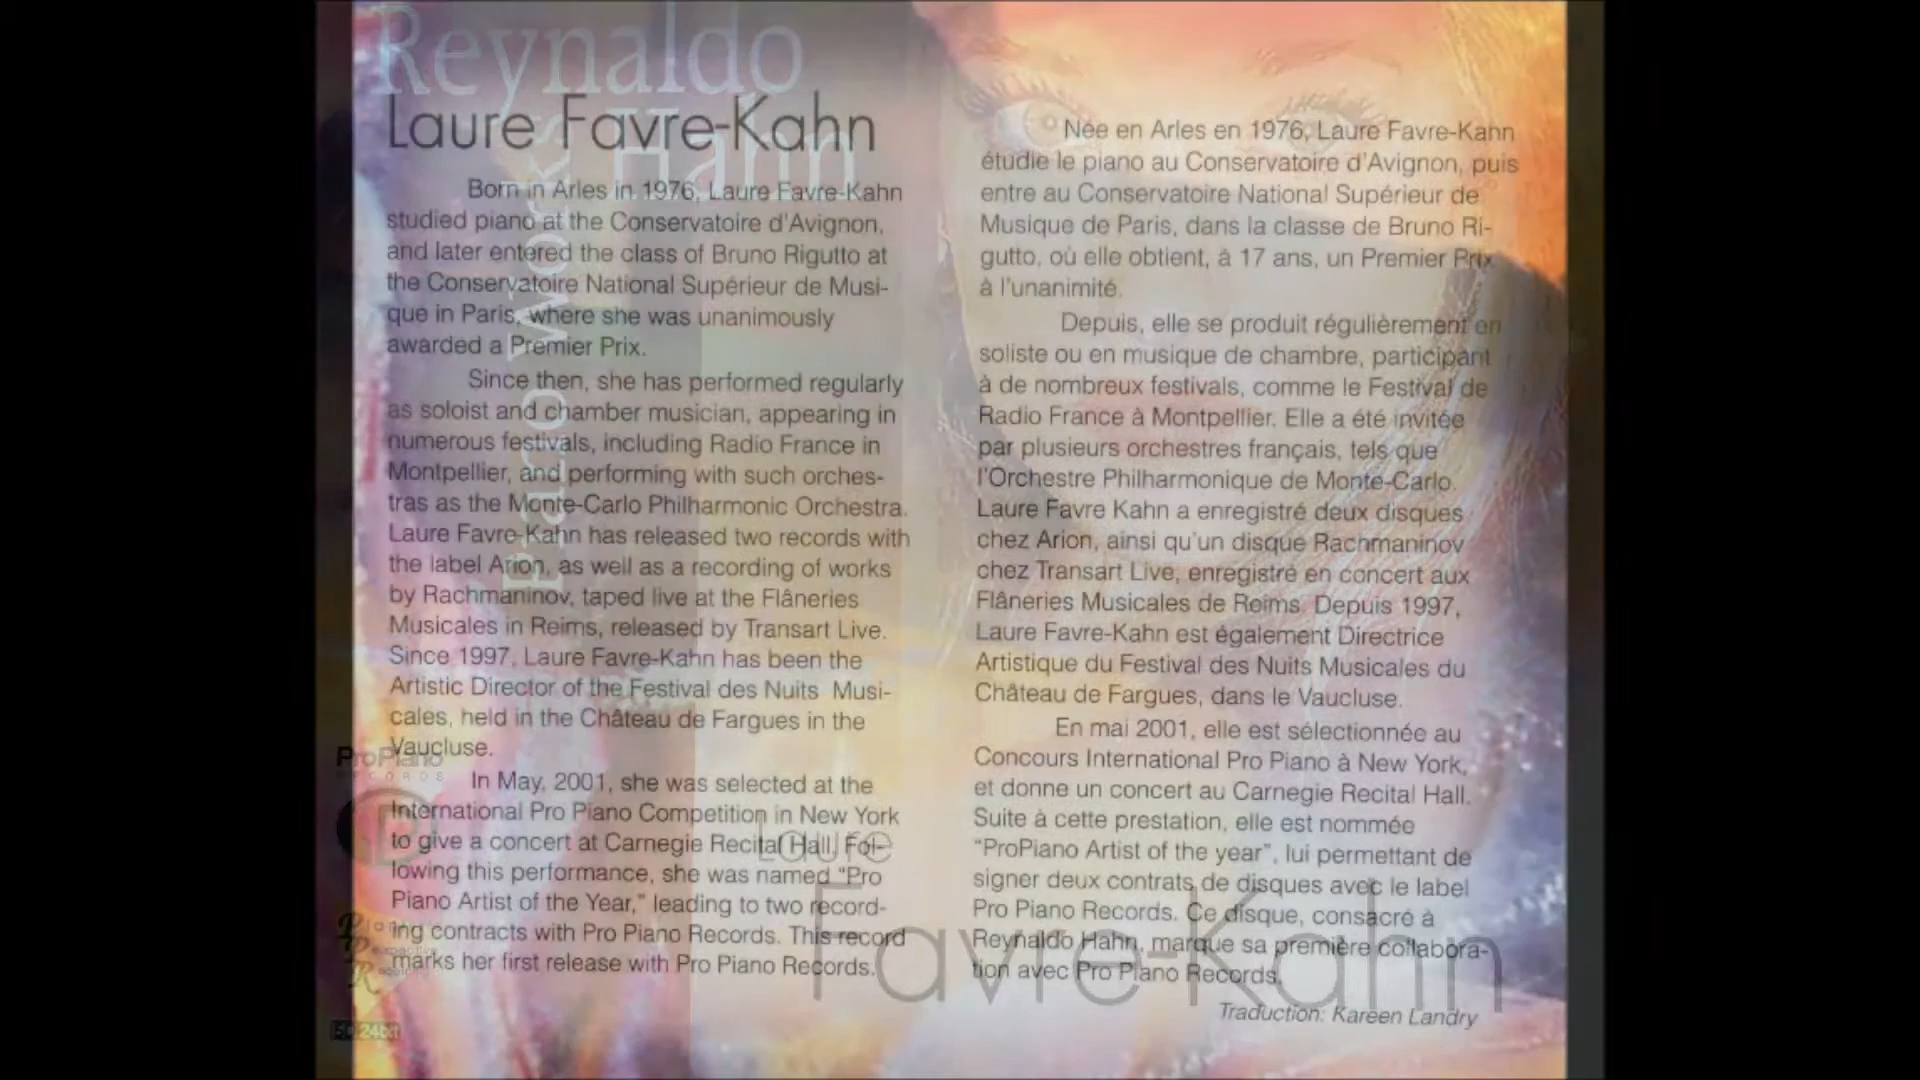 Reynaldo
Hahn
Piano Works
Laure Favre-Kahn
Born in Arles in 1976, Laure Favre-Kahn
studied piano at the Conservatoire d'Avignon,
and later entered the class of Bruno Rigutto at
the Conservatoire National Supérieur de Musi-
que in Paris, where she was unanimously
awarded a Premier Prix.
Since then, she has performed regularly
as soloist and chamber musician, appearing in
numerous festivals, including Radio France in
Montpellier, and performing with such orches-
tras as the Monte-Carlo Philharmonic Orchestra.
Laure Favre-Kahn has released two records with
the label Arion, as well as a recording of works
by Rachmaninov, taped live at the Flâneries
Musicales in Reims, released by Transart Live.
Since 1997, Laure Favre-Kahn has been the
Artistic Director of the Festival des Nuits Musi-
cales, held in the Château de Fargues in the
Vaucluse.
In May, 2001, she was selected at the
International Pro Piano Competition in New York
to give a concert at Carnegie Recital Hall. Fol-
lowing this performance, she was named "Pro
Piano Artist of the Year," leading to two record-
ing contracts with Pro Piano Records. This record
marks her first release with Pro Piano Records.
Née en Arles en 1976, Laure Favre-Kahn
étudie le piano au Conservatoire d'Avignon, puis
entre au Conservatoire National Supérieur de
Musique de Paris, dans la classe de Bruno Ri-
gutto, où elle obtient, à 17 ans, un Premier Prix
à l'unanimité.
Depuis, elle se produit régulièrement en
soliste ou en musique de chambre, participant
à de nombreux festivals, comme le Festival de
Radio France à Montpellier. Elle a été invitée
par plusieurs orchestres français, tels que
l'Orchestre Philharmonique de Monte-Carlo.
Laure Favre Kahn a enregistré deux disques
chez Arion, ainsi qu'un disque Rachmaninov
chez Transart Live, enregistré en concert aux
Flâneries Musicales de Reims. Depuis 1997,
Laure Favre-Kahn est également Directrice
Artistique du Festival des Nuits Musicales du
Château de Fargues, dans le Vaucluse.
En mai 2001, elle est sélectionnée au
Concours International Pro Piano à New York,
et donne un concert au Carnegie Recital Hall.
Suite à cette prestation, elle est nommée
"ProPiano Artist of the year", lui permettant de
signer deux contrats de disques avec le label
Pro Piano Records. Ce disque, consacré à
Reynaldo Hahn, marque sa première collabora-
tion avec Pro Piano Records.
Traduction: Kareen Landry
ProPiano
RECORDS
24bit
Laure
Favre-Kahn